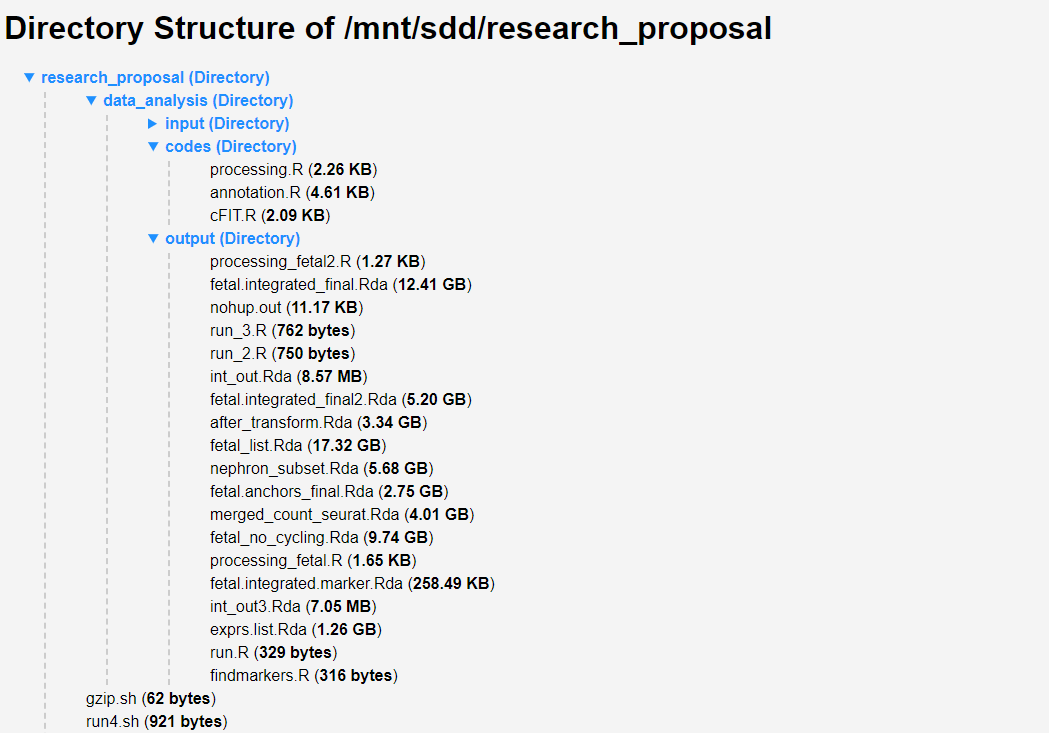 Directory Structure of /mnt/sdd/research_proposal
research_proposal (Directory)
data_analysis (Directory)
input (Directory)
codes (Directory)
processing.R (2.26 KB)
annotation.R (4.61 KB)
cFIT.R (2.09 KB)
output (Directory)
processing_fetal2.R (1.27 KB)
fetal.integrated_final.Rda (12.41 GB)
nohup.out (11.17 KB)
run_3.R (762 bytes)
run_2.R (750 bytes)
int_out.Rda (8.57 MB)
fetal.integrated_final2.Rda (5.20 GB)
after_transform.Rda (3.34 GB)
fetal_list.Rda (17.32 GB)
nephron_subset.Rda (5.68 GB)
fetal.anchors_final.Rda (2.75 GB)
merged_count_seurat.Rda (4.01 GB)
fetal_no_cycling.Rda (9.74 GB)
processing_fetal.R (1.65 KB)
fetal.integrated.marker.Rda (258.49 KB)
int_out3.Rda (7.05 MB)
exprs.list.Rda (1.26 GB)
run.R (329 bytes)
findmarkers.R (316 bytes)
gzip.sh (62 bytes)
run4.sh (921 bytes)